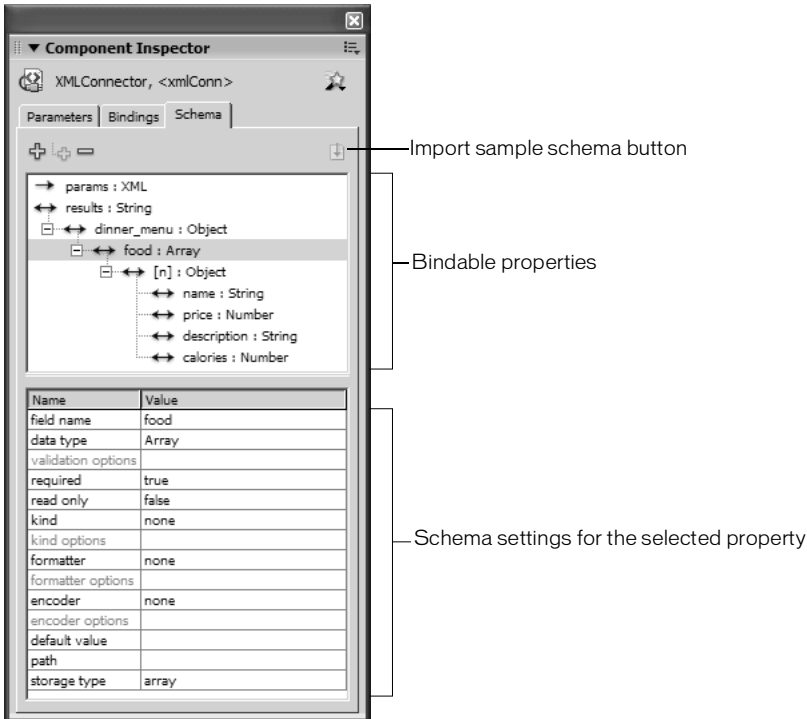 Component Inspector
XMLConnector, <xmlConn>
Parameters Bindings Schema
Import sample schema button
params : XML
results : String
dinner_menu : Object
food : Array
[n] : Object
name : String
price : Number
description : String
calories : Number
Bindable properties
Name Value
field name food
data type Array
validation options
required true
read only false
kind none
kind options
formatter none
formatter options
encoder none
encoder options
default value
path
storage type array
Schema settings for the selected property